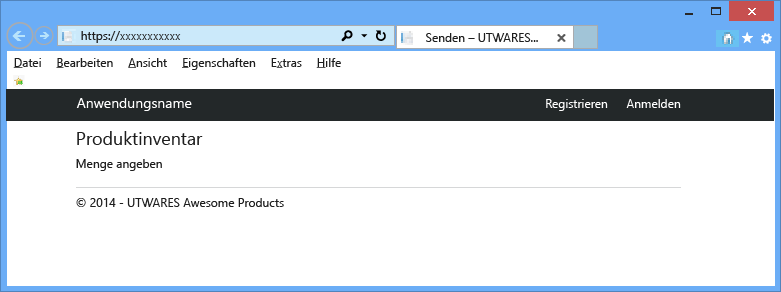 https://xxxxxxxxxxx
Senden – UTWARES...
Datei Bearbeiten Ansicht Eigenschaften Extras Hilfe
Anwendungsname Registrieren Anmelden
Produktinventar
Menge angeben
© 2014 - UTWARES Awesome Products